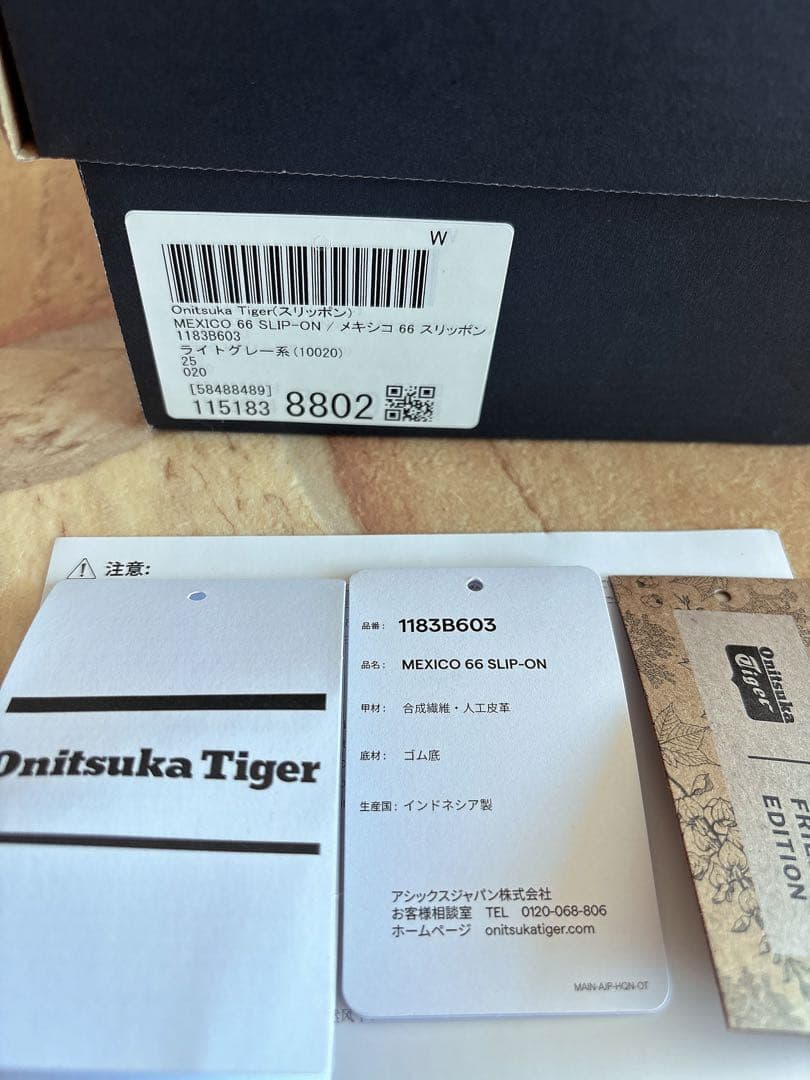 W
Onitsuka Tiger(スリッポン)
MEXICO 66 SLIP-ON / メキシコ 66 スリッポン
1183B603
ライトグレー系(10020)
25
020
[58488489]
115183 8802
注意:
Onitsuka Tiger
品番: 1183B603
品名: MEXICO 66 SLIP-ON
甲材: 合成繊維・人工皮革
底材: ゴム底
生産国: インドネシア製
アシックスジャパン株式会社
お客様相談室 TEL 0120-068-806
ホームページ onitsukatiger.com
MAIN-AJP-HQN-OT
Onitsuka
Tiger
EDITION